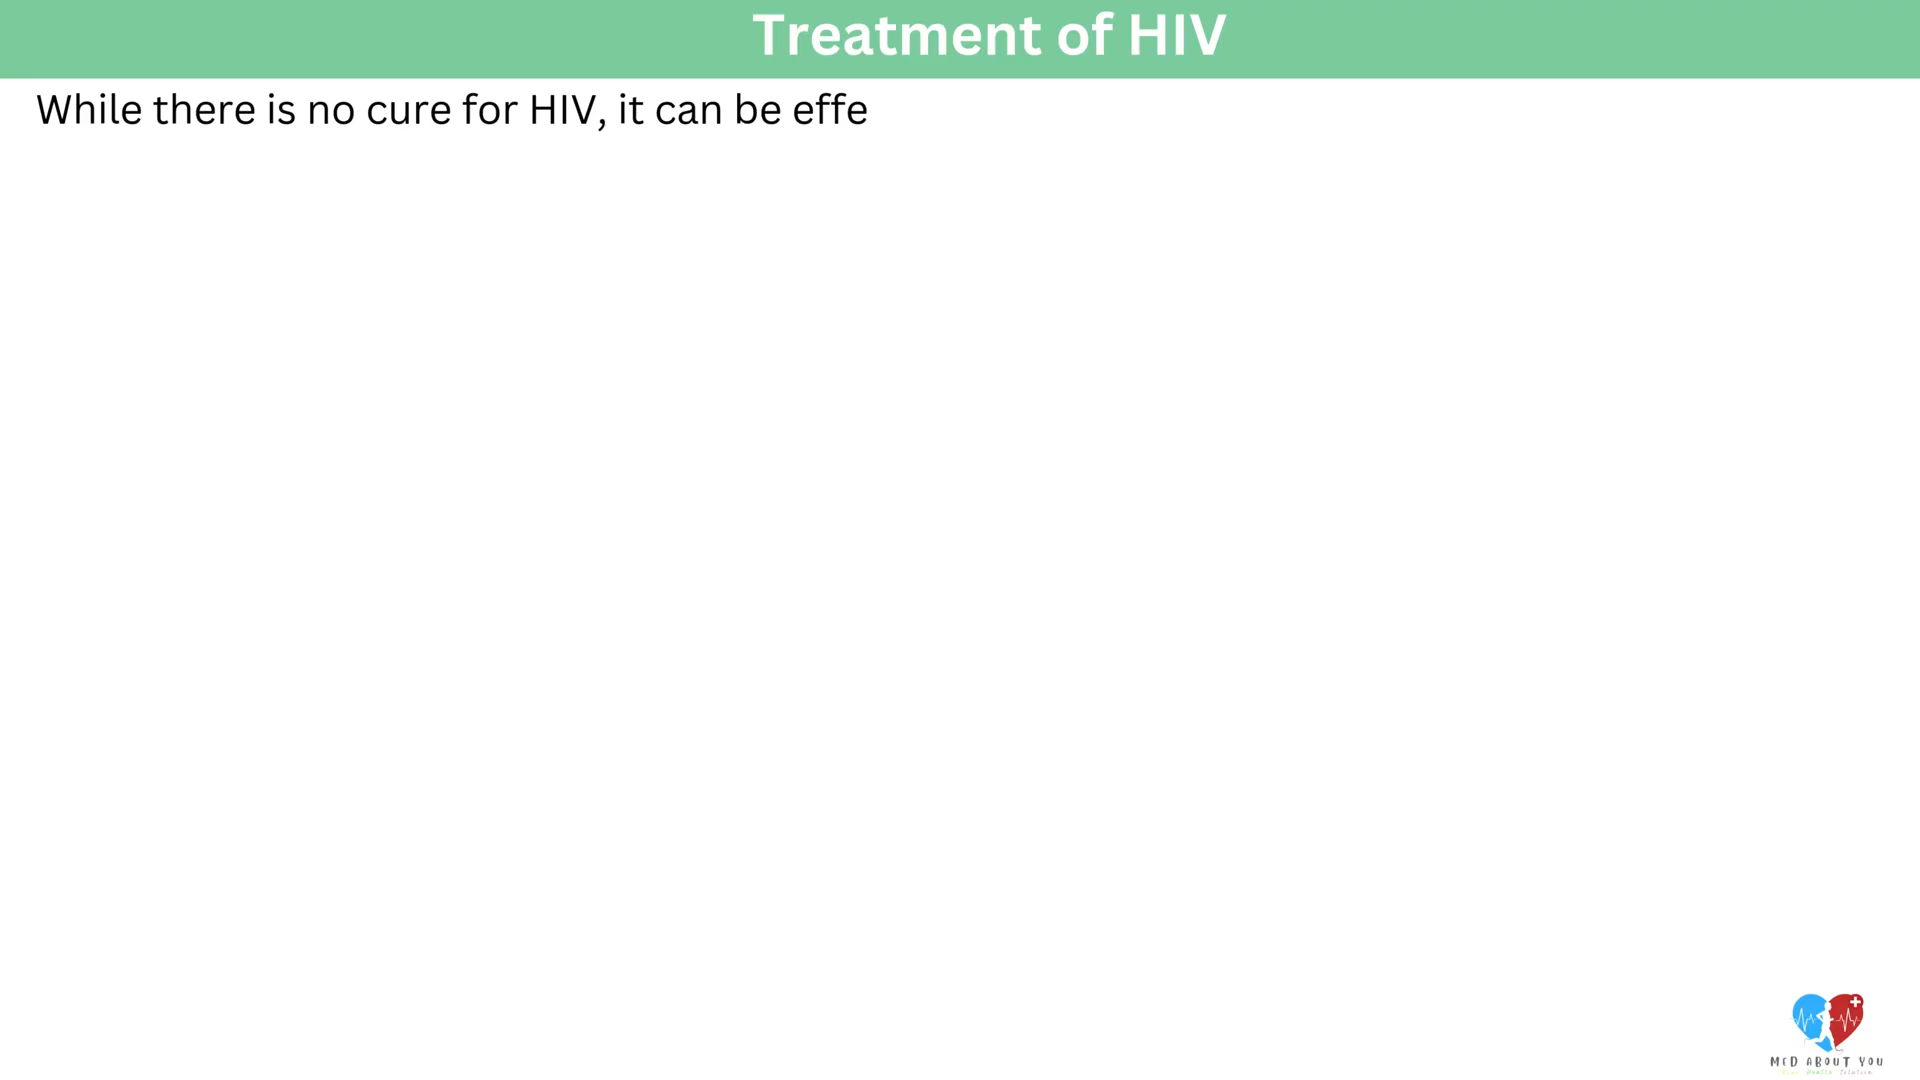 Treatment of HIV
While there is no cure for HIV, it can be effe
MED ABOUT YOU